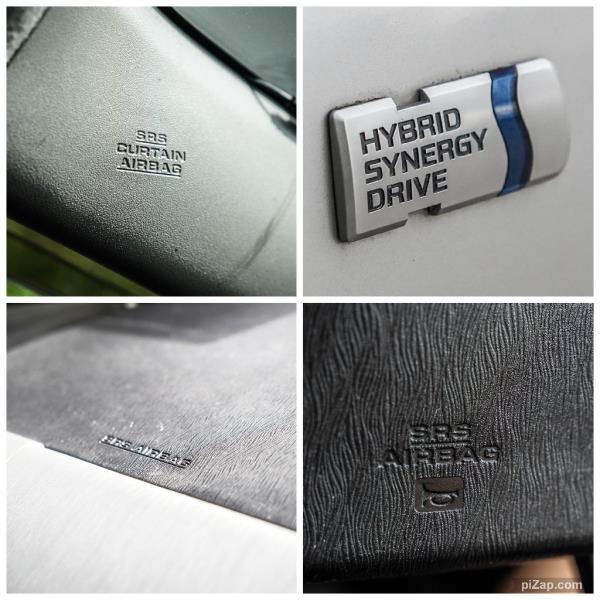 SRS
CURTAIN
AIRBAG
HYBRID
SYNERGY
DRIVE
SRS AIRBAG
SRS
AIRBAG
piZap.com